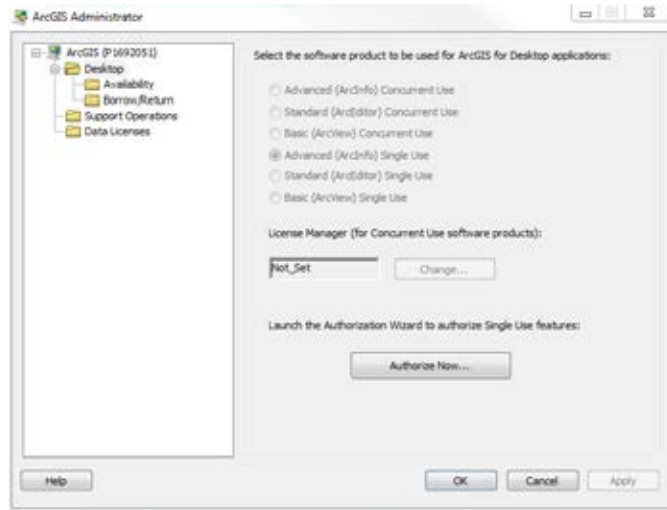 ArcGIS Administrator
ArcGIS (P1692051)
Desktop
Availability
Borrow/Return
Support Operations
Data Licenses
Select the software product to be used for ArcGIS for Desktop applications:
Advanced (ArcInfo) Concurrent Use
Standard (ArcEditor) Concurrent Use
Basic (ArcView) Concurrent Use
Advanced (ArcInfo) Single Use
Standard (ArcEditor) Single Use
Basic (ArcView) Single Use
License Manager (for Concurrent Use software products):
Not_Set
Change...
Launch the Authorization Wizard to authorize Single Use features:
Authorize Now...
Help
OK
Cancel
Apply